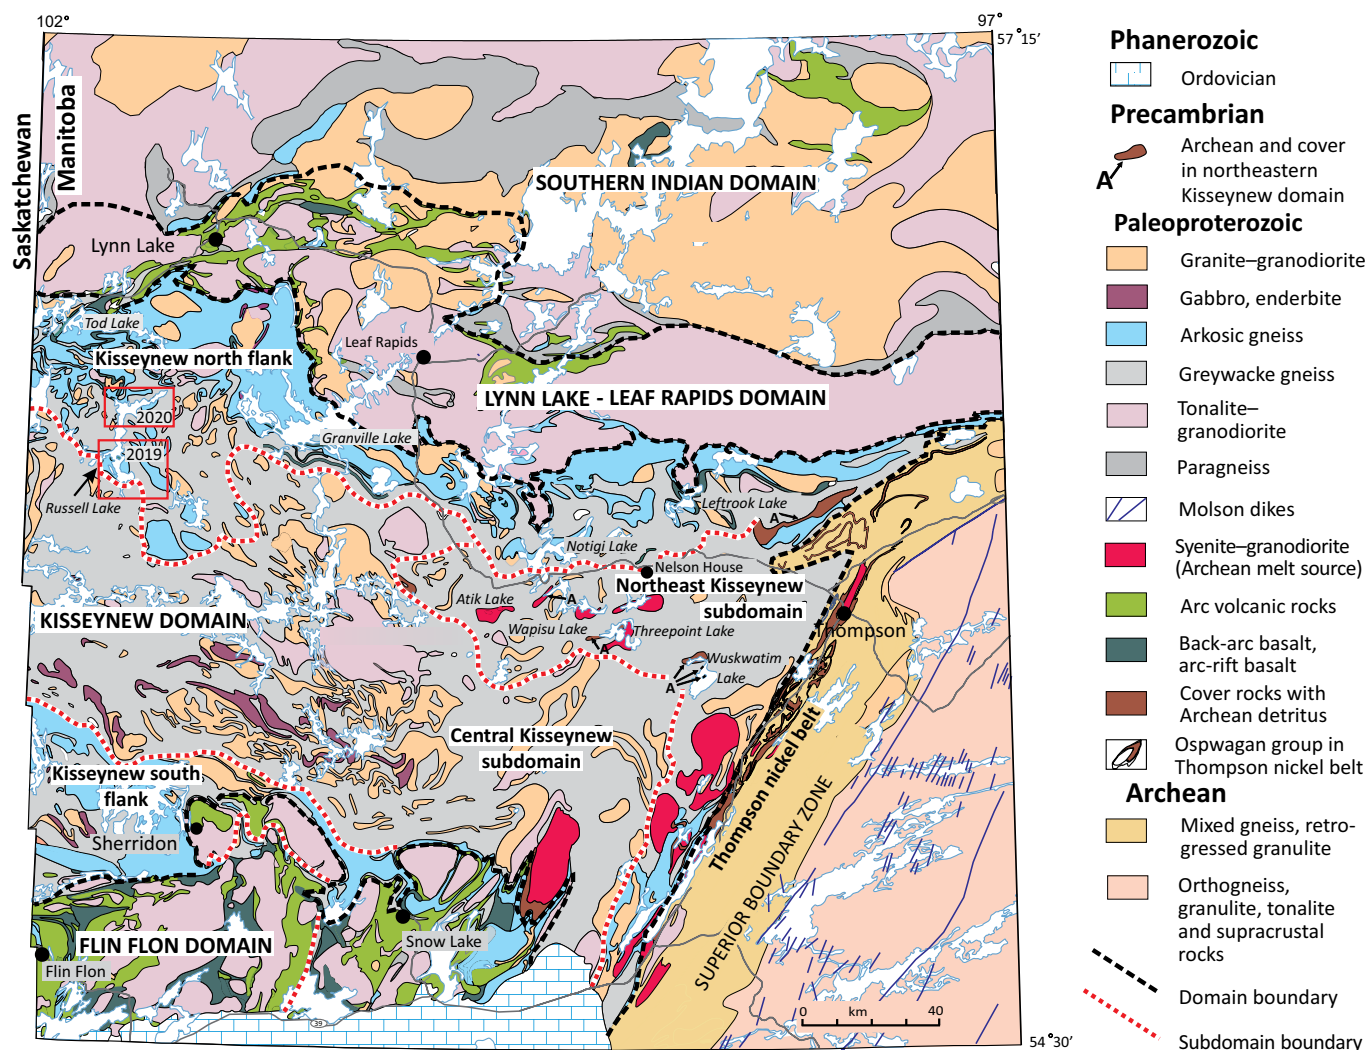 102°
97°
57°15'
Saskatchewan
Manitoba
SOUTHERN INDIAN DOMAIN
Lynn Lake
Tod Lake
Kisseynew north flank
Leaf Rapids
LYNN LAKE - LEAF RAPIDS DOMAIN
2020
2019
Granville Lake
Russell Lake
Leftrook Lake
A
Notigi Lake
Nelson House
Northeast Kisseynew
subdomain
Atik Lake
A
KISSEYNEW DOMAIN
Wapisu Lake
Threepoint Lake
A
Thompson
Wuskwatim
Lake
A
Central Kisseynew
subdomain
Kisseynew south
flank
Sherridon
Thompson nickel belt
SUPERIOR BOUNDARY ZONE
FLIN FLON DOMAIN
Snow Lake
Flin Flon
39
0 km 40
54°30'
Phanerozoic
Ordovician
Precambrian
A
Archean and cover
in northeastern
Kisseynew domain
Paleoproterozoic
Granite–granodiorite
Gabbro, enderbite
Arkosic gneiss
Greywacke gneiss
Tonalite–
granodiorite
Paragneiss
Molson dikes
Syenite–granodiorite
(Archean melt source)
Arc volcanic rocks
Back-arc basalt,
arc-rift basalt
Cover rocks with
Archean detritus
Ospwagan group in
Thompson nickel belt
Archean
Mixed gneiss, retro-
gressed granulite
Orthogneiss,
granulite, tonalite
and supracrustal
rocks
Domain boundary
Subdomain boundary